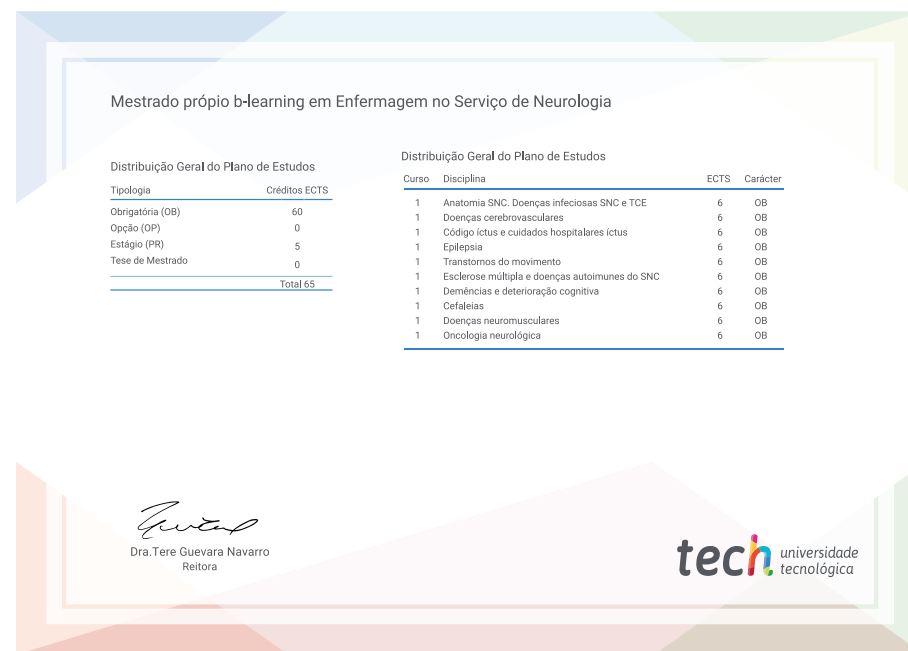 Mestrado própio b-learning em Enfermagem no Serviço de Neurologia
Distribuição Geral do Plano de Estudos
Tipologia Créditos ECTS
Obrigatória (OB) 60
Opção (OP) 0
Estágio (PR) 5
Tese de Mestrado 0
Total 65
Distribuição Geral do Plano de Estudos
Curso Disciplina ECTS Carácter
1 Anatomia SNC. Doenças infeciosas SNC e TCE 6 OB
1 Doenças cerebrovasculares 6 OB
1 Código íctus e cuidados hospitalares íctus 6 OB
1 Epilepsia 6 OB
1 Transtornos do movimento 6 OB
1 Esclerose múltipla e doenças autoimunes do SNC 6 OB
1 Demências e deterioração cognitiva 6 OB
1 Cefaleias 6 OB
1 Doenças neuromusculares 6 OB
1 Oncologia neurológica 6 OB
Dra.Tere Guevara Navarro
Reitora
tech universidade
tecnológica